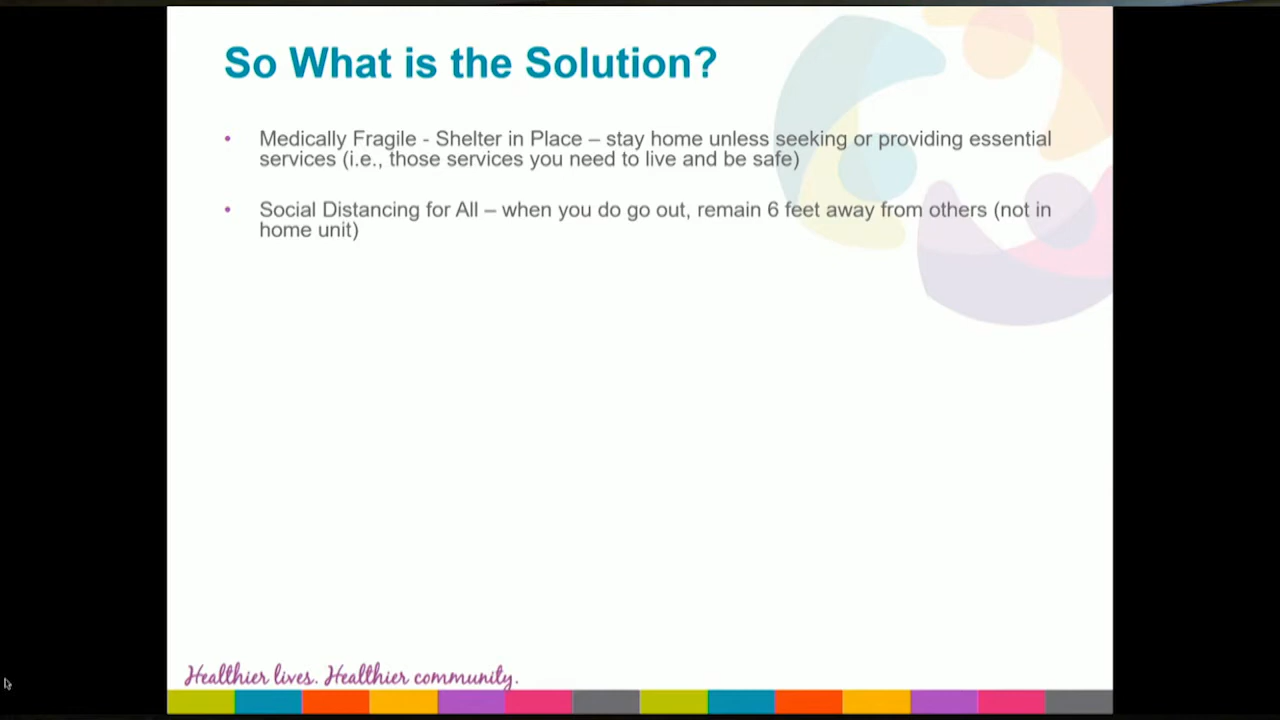 So What is the Solution?
• Medically Fragile - Shelter in Place – stay home unless seeking or providing essential
services (i.e., those services you need to live and be safe)
• Social Distancing for All – when you do go out, remain 6 feet away from others (not in
home unit)
Healthier lives. Healthier community.